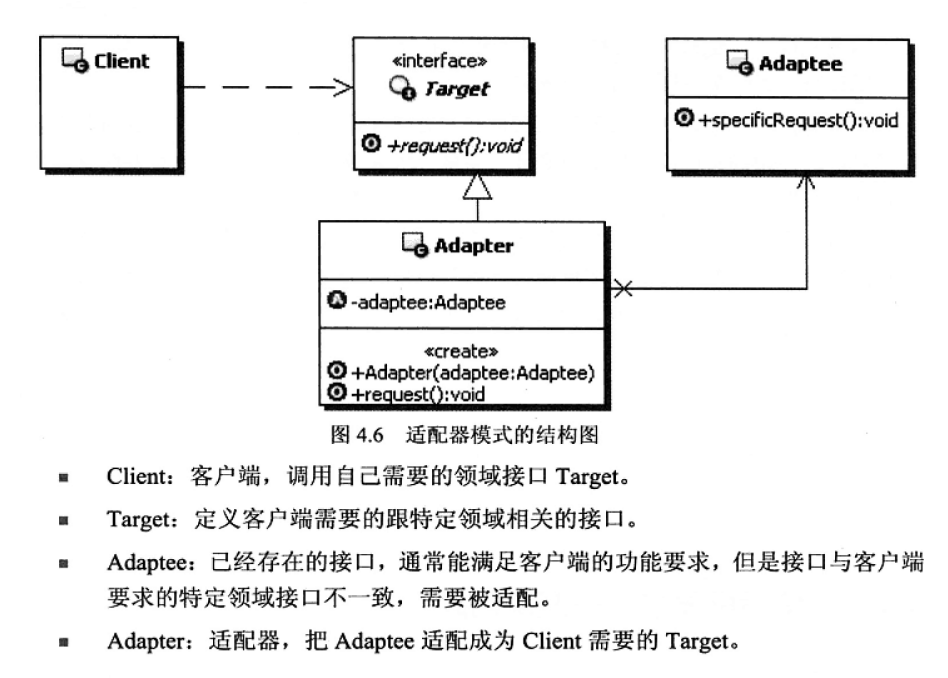 Client
«interface»
Target
+request():void
Adaptee
+specificRequest():void
Adapter
-adaptee:Adaptee
«create»
+Adapter(adaptee:Adaptee)
+request():void
图 4.6 适配器模式的结构图
■ Client：客户端，调用自己需要的领域接口 Target。
■ Target：定义客户端需要的跟特定领域相关的接口。
■ Adaptee：已经存在的接口，通常能满足客户端的功能要求，但是接口与客户端
要求的特定领域接口不一致，需要被适配。
■ Adapter：适配器，把 Adaptee 适配成为 Client 需要的 Target。